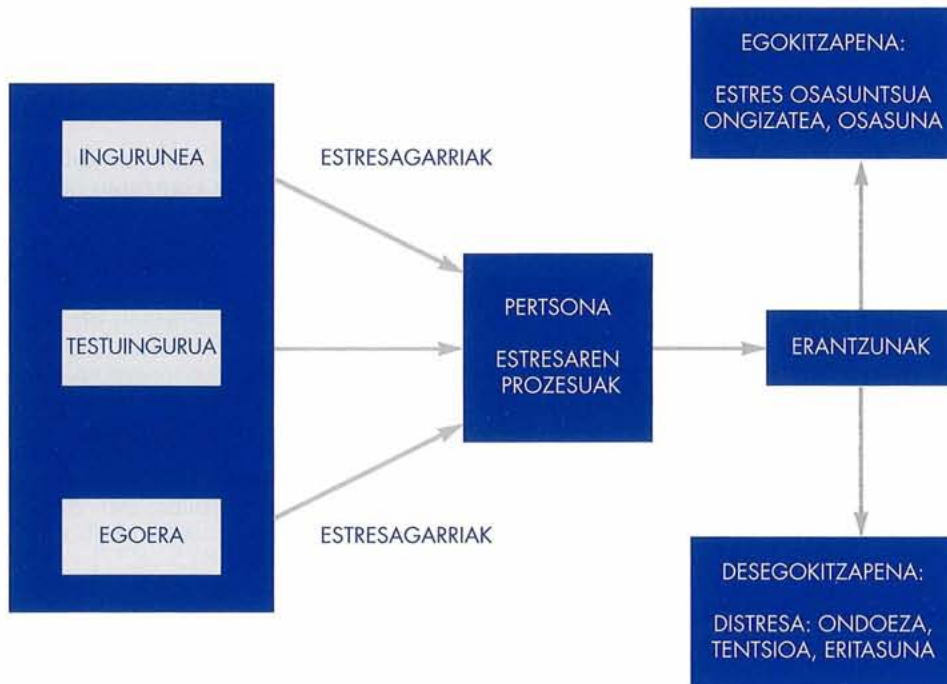 INGURUNEA
TESTUINGURUA
EGOERA
ESTRESAGARRIAK
ESTRESAGARRIAK
PERTSONA
ESTRESAREN
PROZESUAK
ERANTZUNAK
EGOKITZAPENA:
ESTRES OSASUNTSUA
ONGIZATEA, OSASUNA
DESEGOKITZAPENA:
DISTRESA: ONDOEZA,
TENTSIOA, ERITASUNA